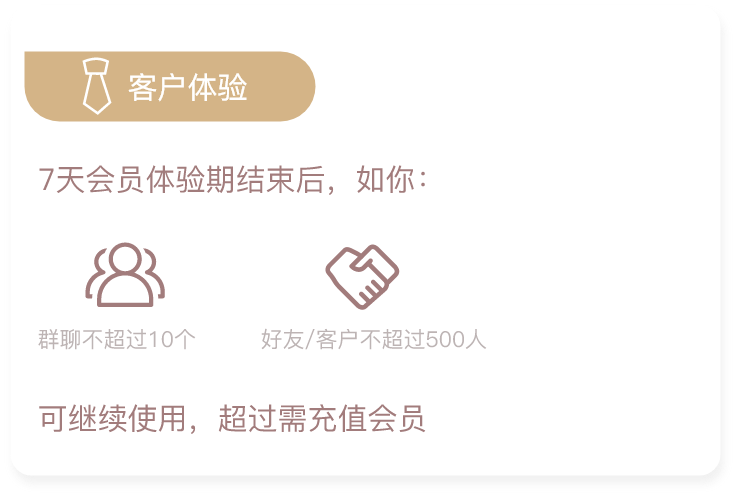 客户体验
7天会员体验期结束后，如你：
群聊不超过10个
好友/客户不超过500人
可继续使用，超过需充值会员